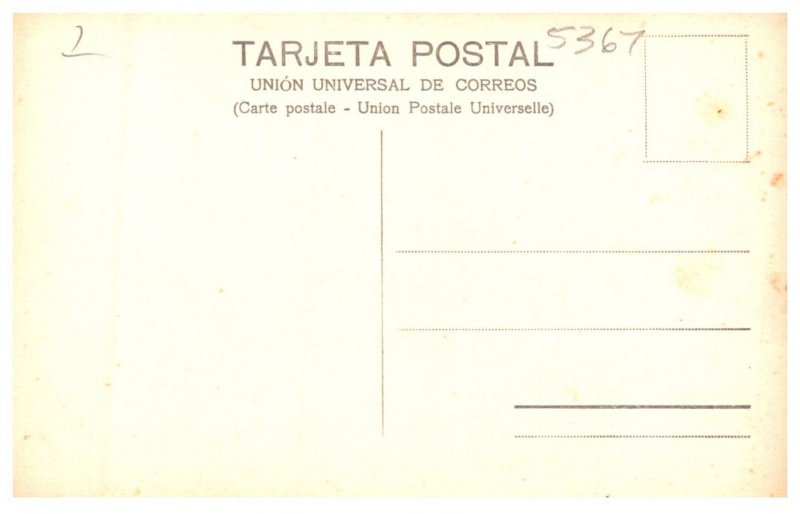 2
TARJETA POSTAL 5367
UNIÓN UNIVERSAL DE CORREOS
(Carte postale - Union Postale Universelle)